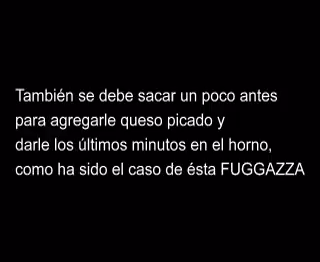 También se debe sacar un poco antes
para agregarle queso picado y
darle los últimos minutos en el horno,
como ha sido el caso de ésta FUGGAZZA